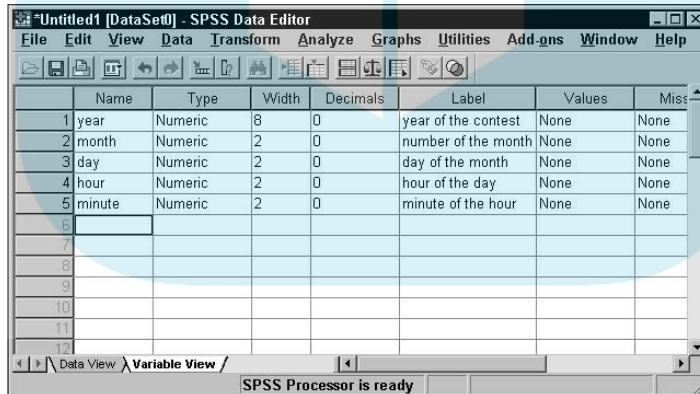 *Untitled1 [DataSet0] - SPSS Data Editor
File Edit View Data Transform Analyze Graphs Utilities Add-ons Window Help
Name Type Width Decimals Label Values Miss
1 year Numeric 8 0 year of the contest None None
2 month Numeric 2 0 number of the month None None
3 day Numeric 2 0 day of the month None None
4 hour Numeric 2 0 hour of the day None None
5 minute Numeric 2 0 minute of the hour None None
6
7
8
9
10
11
12
Data View Variable View
SPSS Processor is ready